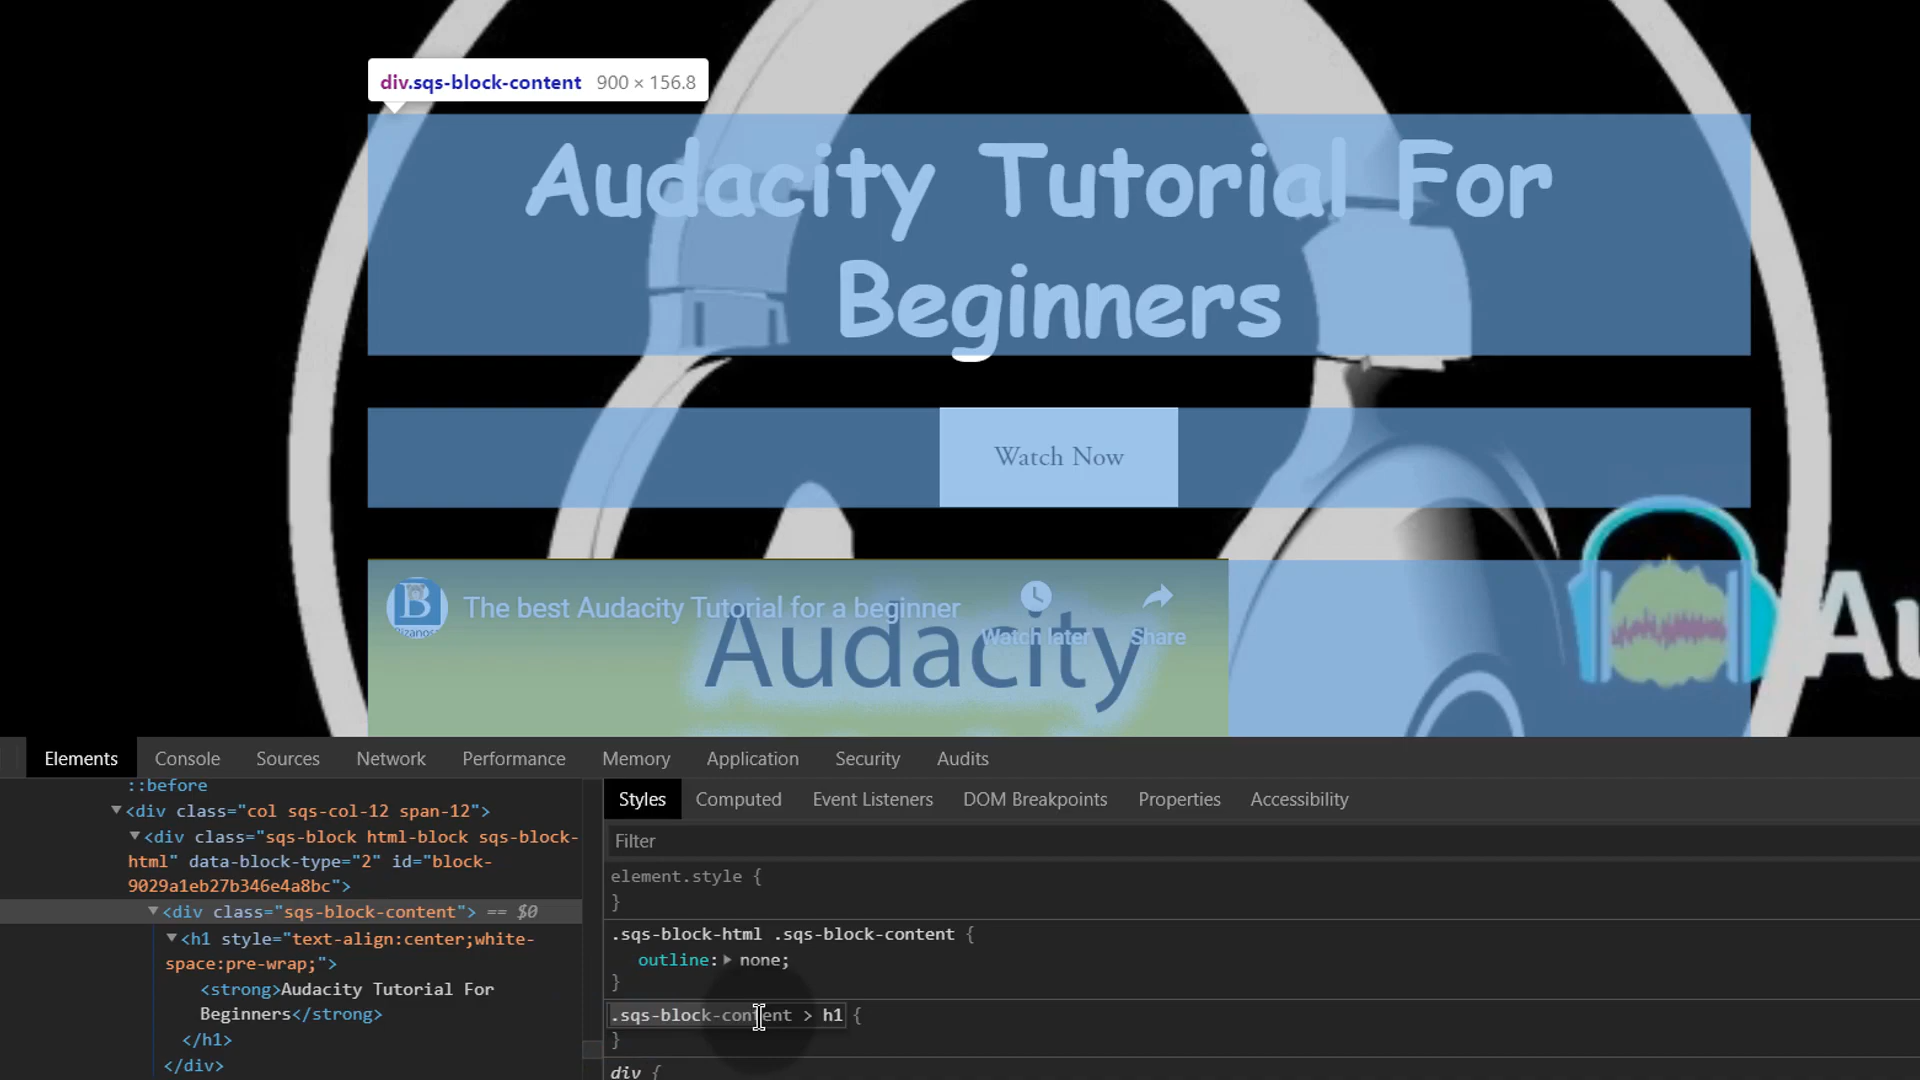 div.sqs-block-content 900 × 156.8
Audacity Tutorial For
Beginners
Watch Now
B
Bizanosa
The best Audacity Tutorial for a beginner
Watch later
Share
Audacity
Au
Elements Console Sources Network Performance Memory Application Security Audits
::before
<div class="col sqs-col-12 span-12">
<div class="sqs-block html-block sqs-block-
html" data-block-type="2" id="block-
9029a1eb27b346e4a8bc">
<div class="sqs-block-content"> == $0
<h1 style="text-align:center;white-
space:pre-wrap;">
<strong>Audacity Tutorial For
Beginners</strong>
</h1>
</div>
Styles Computed Event Listeners DOM Breakpoints Properties Accessibility
Filter
element.style {
}
.sqs-block-html .sqs-block-content {
outline: none;
}
.sqs-block-content > h1 {
}
div {